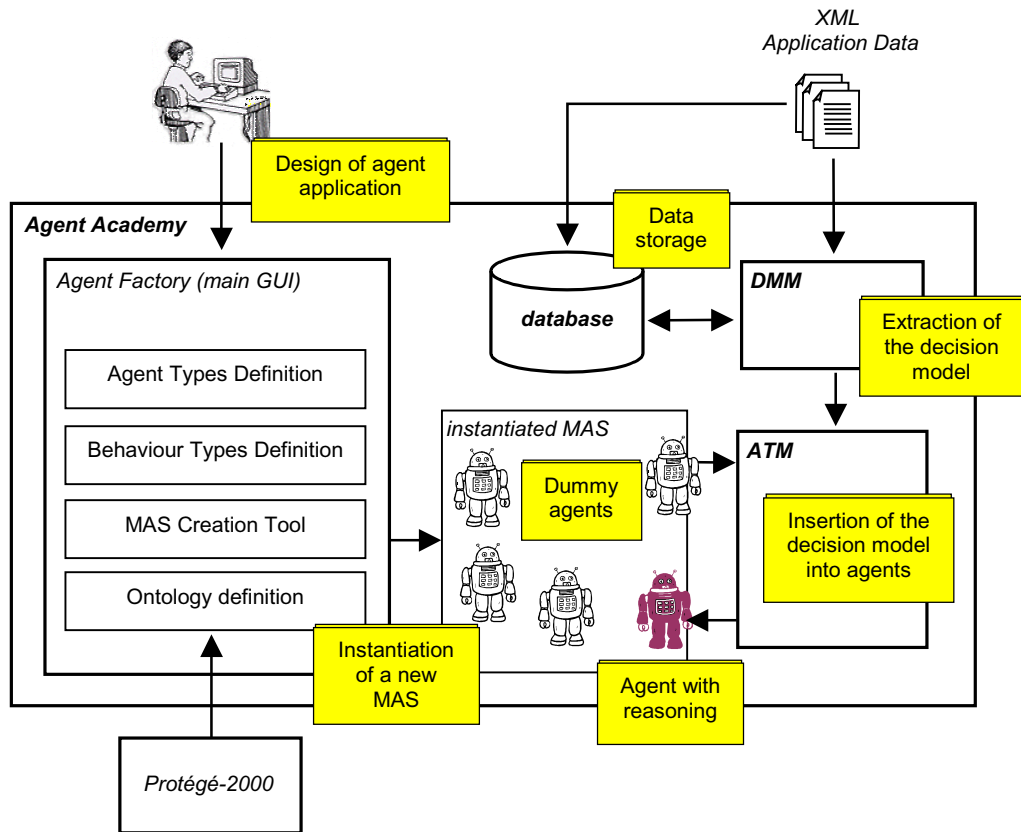 XML
Application Data
Design of agent
application
Agent Academy
Data
storage
Agent Factory (main GUI)
DMM
database
Extraction of
the decision
model
Agent Types Definition
Behaviour Types Definition
MAS Creation Tool
Ontology definition
instantiated MAS
Dummy
agents
ATM
Insertion of the
decision model
into agents
Instantiation
of a new
MAS
Agent with
reasoning
Protégé-2000